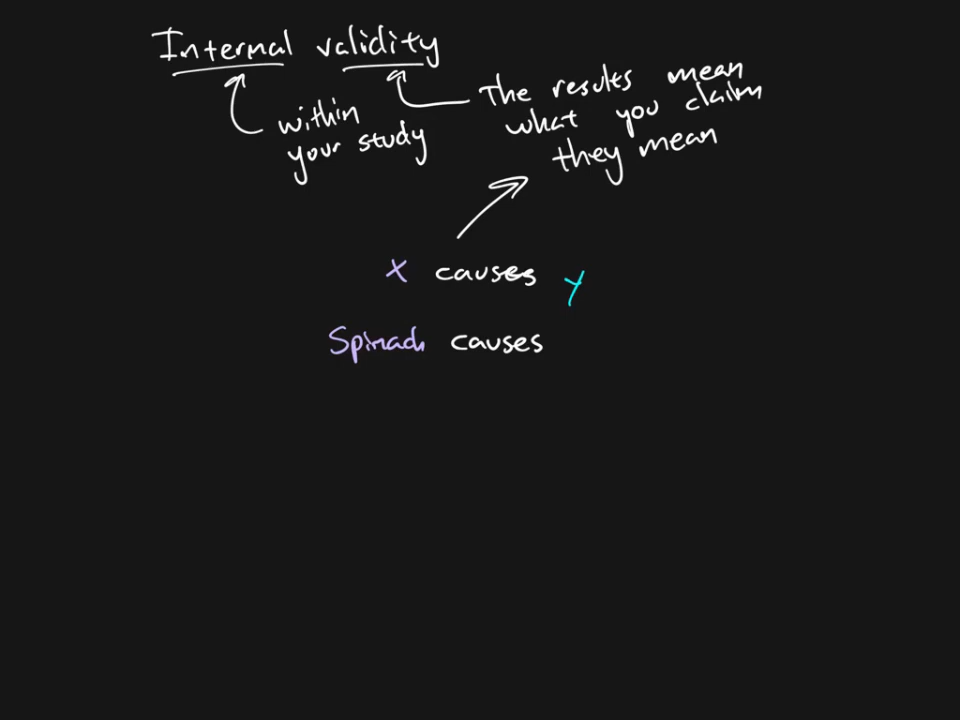 Internal validity
within
your study
The results mean
what you claim
they mean
X causes y
Spinach causes